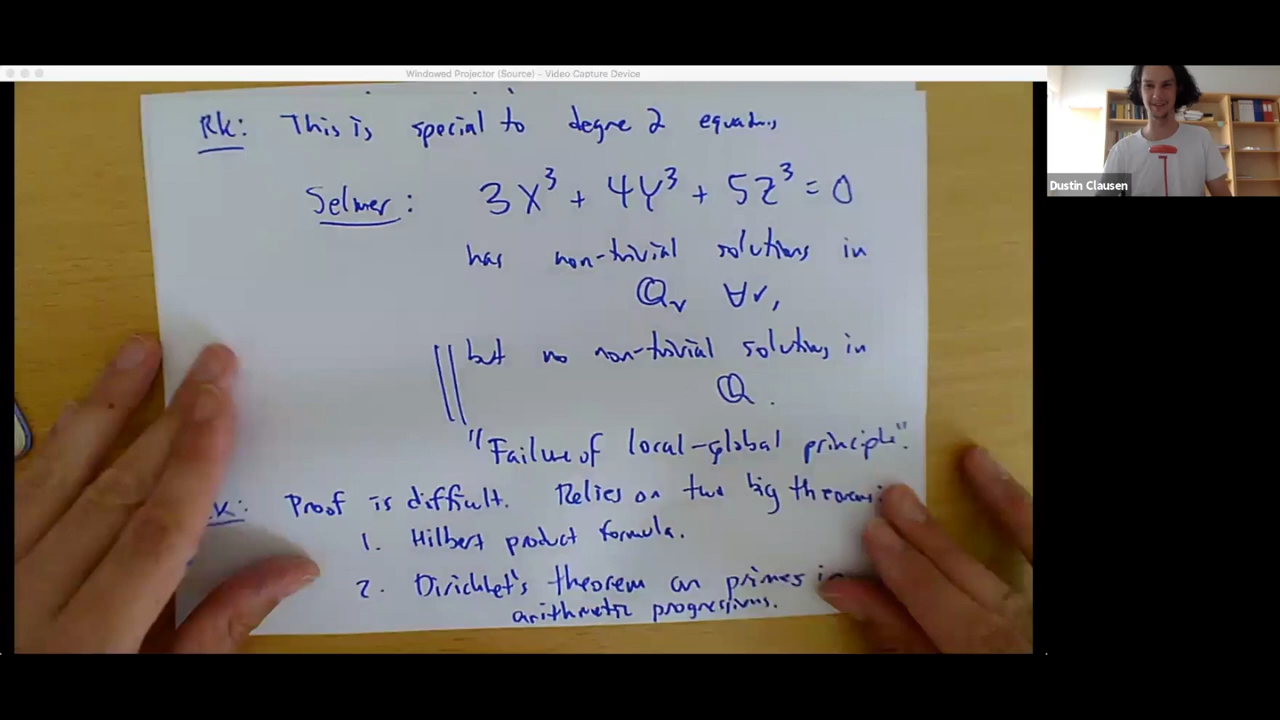 Windowed Projector (Source) - Video Capture Device
Rk: This is special to degree 2 equations
Dustin Clausen
Selmer: 3X³ + 4Y³ + 5Z³ = 0
has non-trivial solutions in
ℚᵥ ∀v,
but no non-trivial solutions in
ℚ.
"Failure of local-global principle".
Rk: Proof is difficult. Relies on two big theorems:
1. Hilbert product formula.
2. Dirichlet's theorem on primes in
arithmetic progressions.